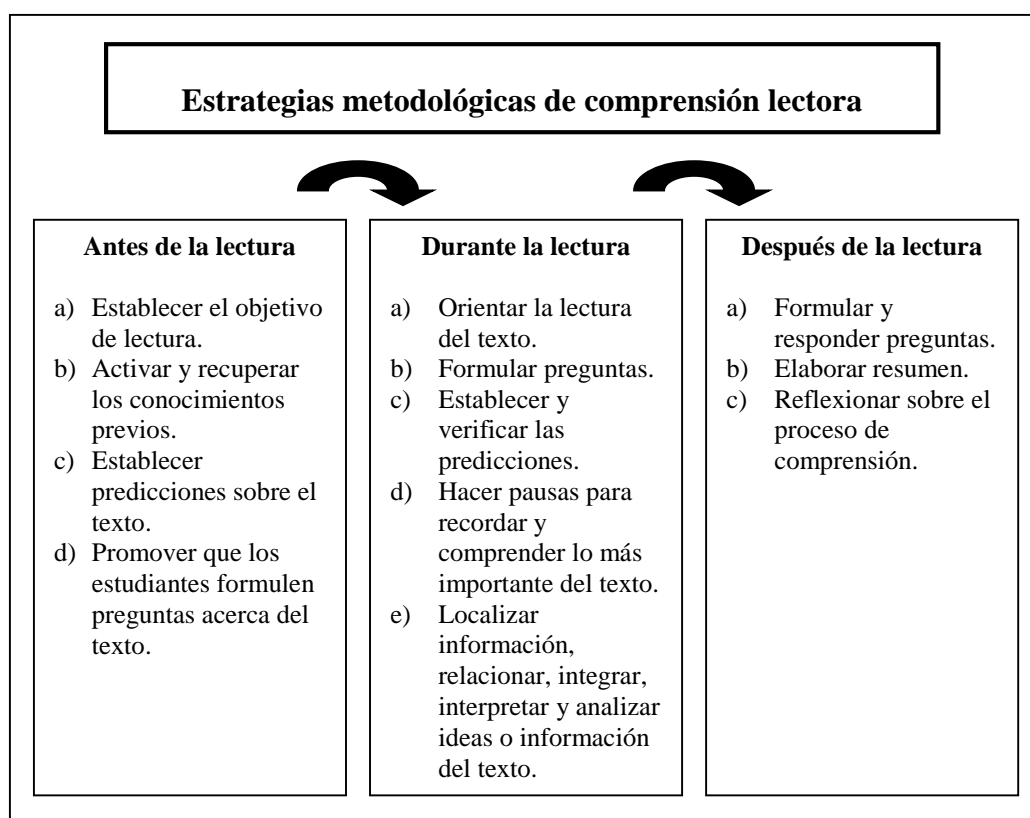 Estrategias metodológicas de comprensión lectora
Antes de la lectura
a) Establecer el objetivo
de lectura.
b) Activar y recuperar
los conocimientos
previos.
c) Establecer
predicciones sobre el
texto.
d) Promover que los
estudiantes formulen
preguntas acerca del
texto.
Durante la lectura
a) Orientar la lectura
del texto.
b) Formular preguntas.
c) Establecer y
verificar las
predicciones.
d) Hacer pausas para
recordar y
comprender lo más
importante del texto.
e) Localizar
información,
relacionar, integrar,
interpretar y analizar
ideas o información
del texto.
Después de la lectura
a) Formular y
responder preguntas.
b) Elaborar resumen.
c) Reflexionar sobre el
proceso de
comprensión.